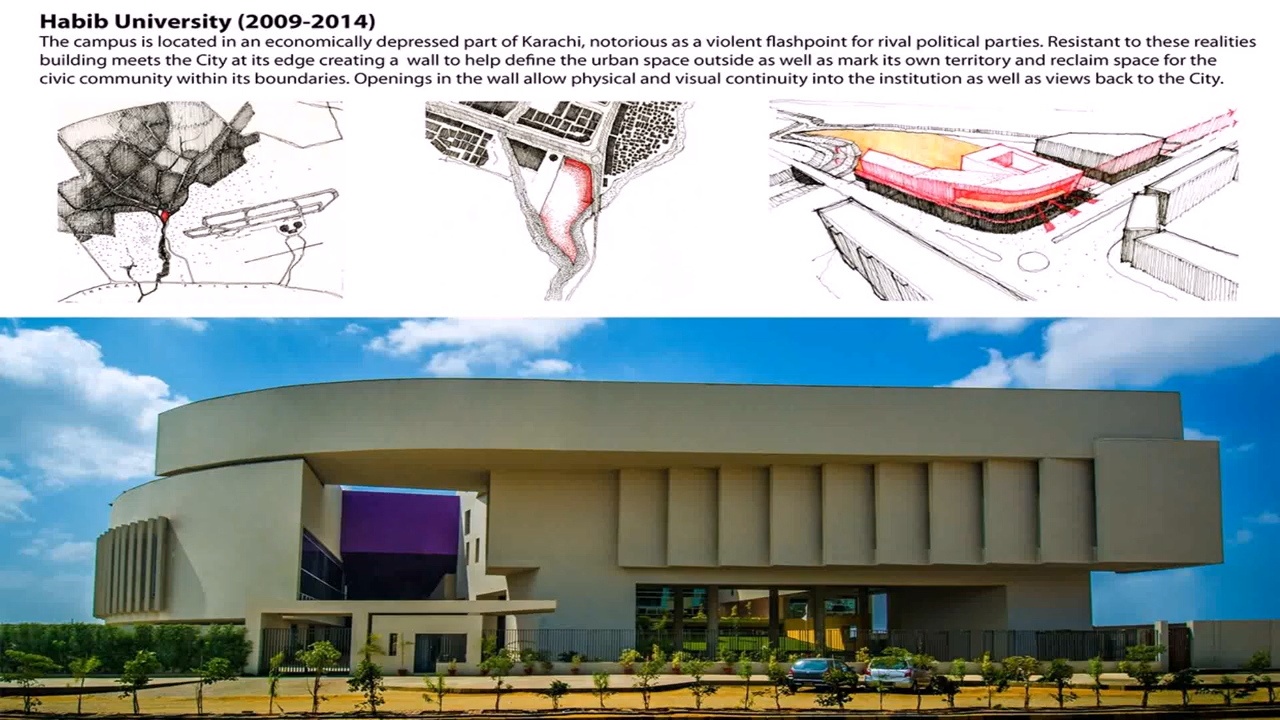 Habib University (2009-2014)
The campus is located in an economically depressed part of Karachi, notorious as a violent flashpoint for rival political parties. Resistant to these realities
building meets the City at its edge creating a wall to help define the urban space outside as well as mark its own territory and reclaim space for the
civic community within its boundaries. Openings in the wall allow physical and visual continuity into the institution as well as views back to the City.